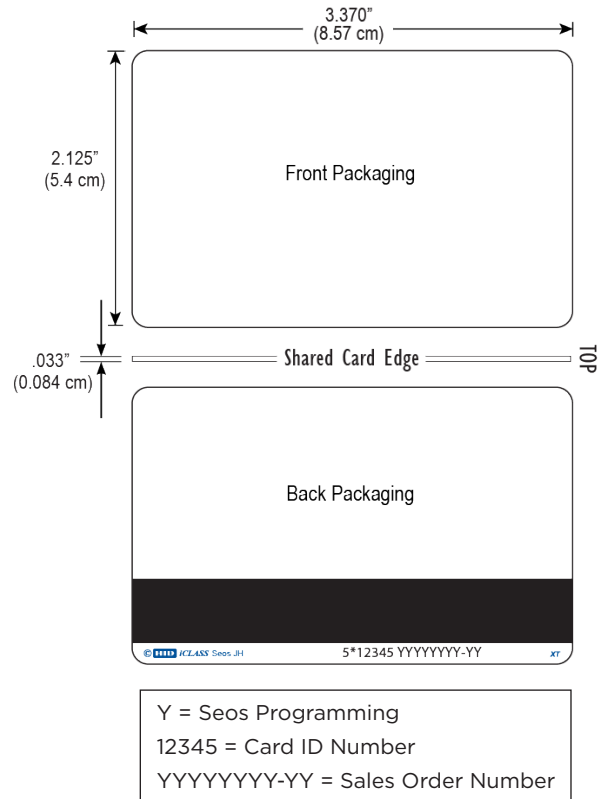 3.370"
(8.57 cm)
2.125"
(5.4 cm)
Front Packaging
.033"
(0.084 cm)
Shared Card Edge
TOP
Back Packaging
© HID iCLASS Seos JH 5*12345 YYYYYYYY-YY XT
Y = Seos Programming
12345 = Card ID Number
YYYYYYYY-YY = Sales Order Number